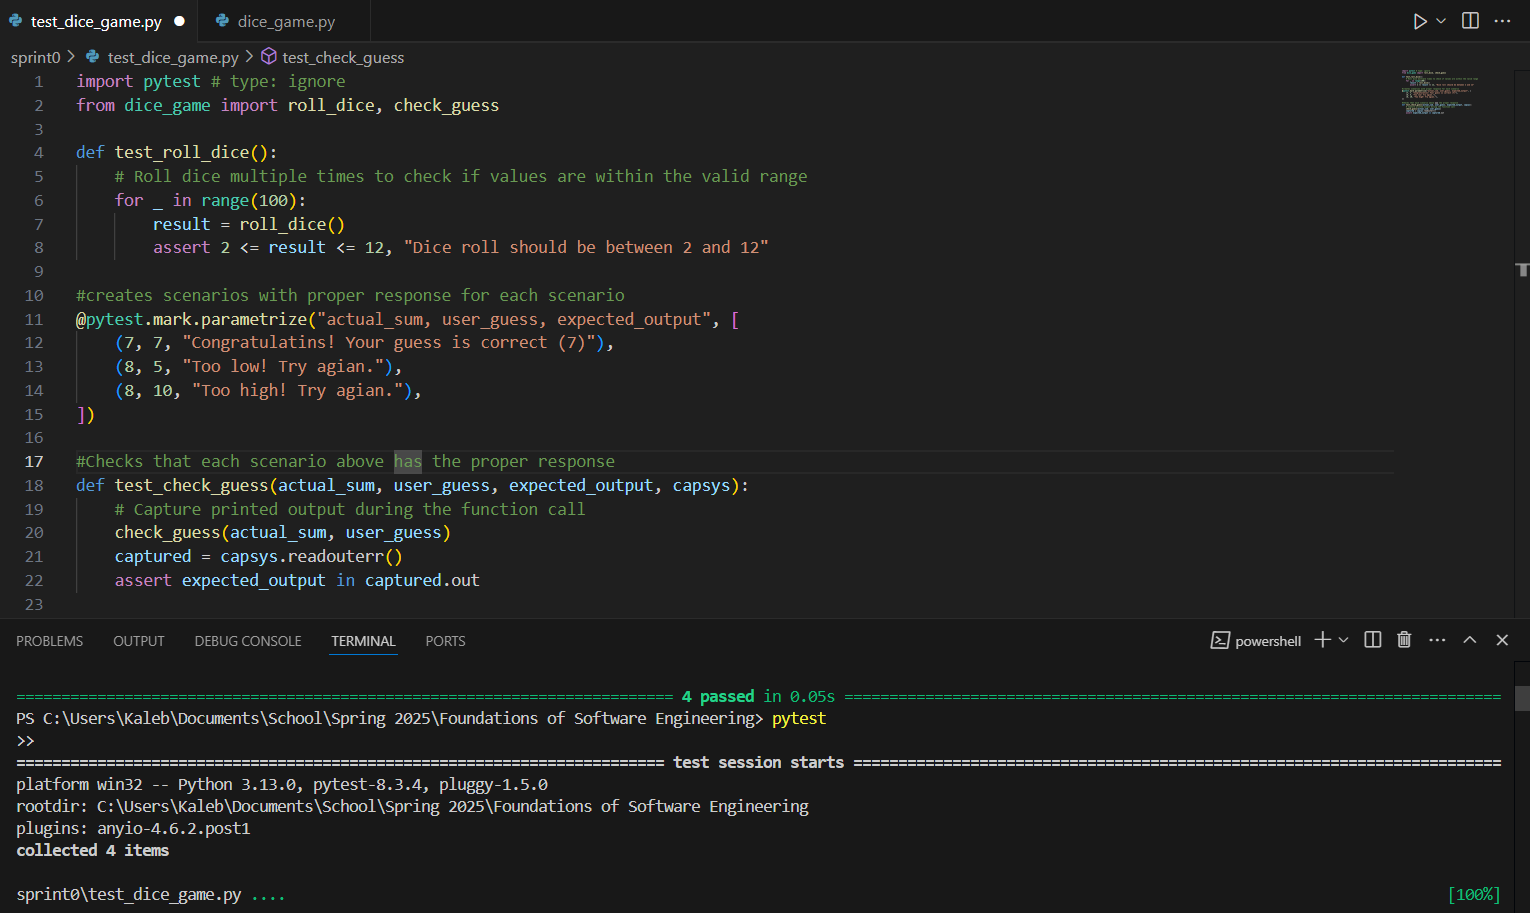 test_dice_game.py ● dice_game.py
sprint0 > test_dice_game.py > test_check_guess
1 import pytest # type: ignore
2 from dice_game import roll_dice, check_guess
3
4 def test_roll_dice():
5     # Roll dice multiple times to check if values are within the valid range
6     for _ in range(100):
7         result = roll_dice()
8         assert 2 <= result <= 12, "Dice roll should be between 2 and 12"
9
10 #creates scenarios with proper response for each scenario
11 @pytest.mark.parametrize("actual_sum, user_guess, expected_output", [
12     (7, 7, "Congratulatins! Your guess is correct (7)"),
13     (8, 5, "Too low! Try agian."),
14     (8, 10, "Too high! Try agian."),
15 ])
16
17 #Checks that each scenario above has the proper response
18 def test_check_guess(actual_sum, user_guess, expected_output, capsys):
19     # Capture printed output during the function call
20     check_guess(actual_sum, user_guess)
21     captured = capsys.readouterr()
22     assert expected_output in captured.out
23
PROBLEMS OUTPUT DEBUG CONSOLE TERMINAL PORTS powershell
========================================================================= 4 passed in 0.05s =========================================================================
PS C:\Users\Kaleb\Documents\School\Spring 2025\Foundations of Software Engineering> pytest
>>
======================================================================== test session starts ========================================================================
platform win32 -- Python 3.13.0, pytest-8.3.4, pluggy-1.5.0
rootdir: C:\Users\Kaleb\Documents\School\Spring 2025\Foundations of Software Engineering
plugins: anyio-4.6.2.post1
collected 4 items
sprint0\test_dice_game.py .... [100%]